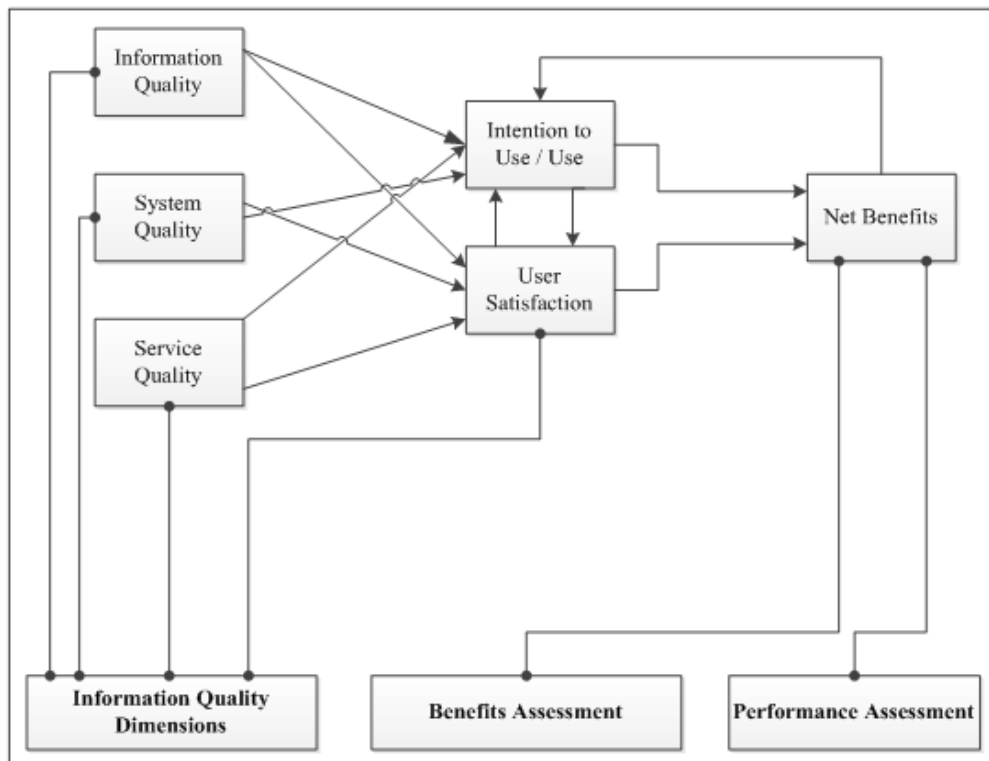 Information
Quality
Intention to
Use / Use
System
Quality
Net Benefits
User
Satisfaction
Service
Quality
Information Quality
Dimensions
Benefits Assessment
Performance Assessment